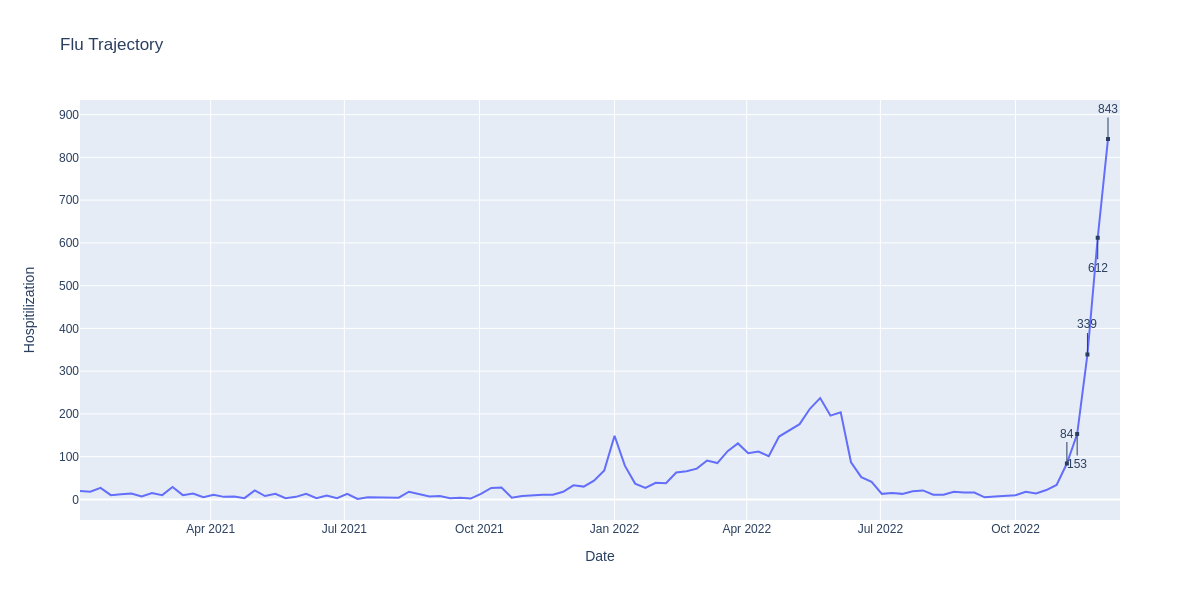 Flu Trajectory
900
800
700
600
500
400
300
200
100
0
Hospitilization
843
612
339
84
153
Apr 2021
Jul 2021
Oct 2021
Jan 2022
Apr 2022
Jul 2022
Oct 2022
Date